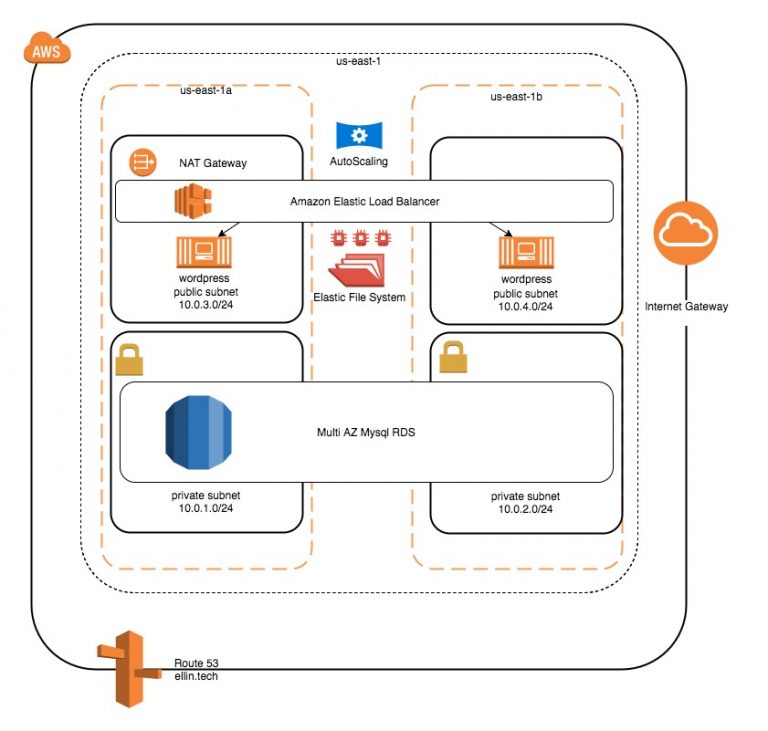 AWS
us-east-1
us-east-1a
us-east-1b
NAT Gateway
AutoScaling
Amazon Elastic Load Balancer
wordpress
public subnet
10.0.3.0/24
Elastic File System
wordpress
public subnet
10.0.4.0/24
Internet Gateway
Multi AZ Mysql RDS
private subnet
10.0.1.0/24
private subnet
10.0.2.0/24
Route 53
ellin.tech